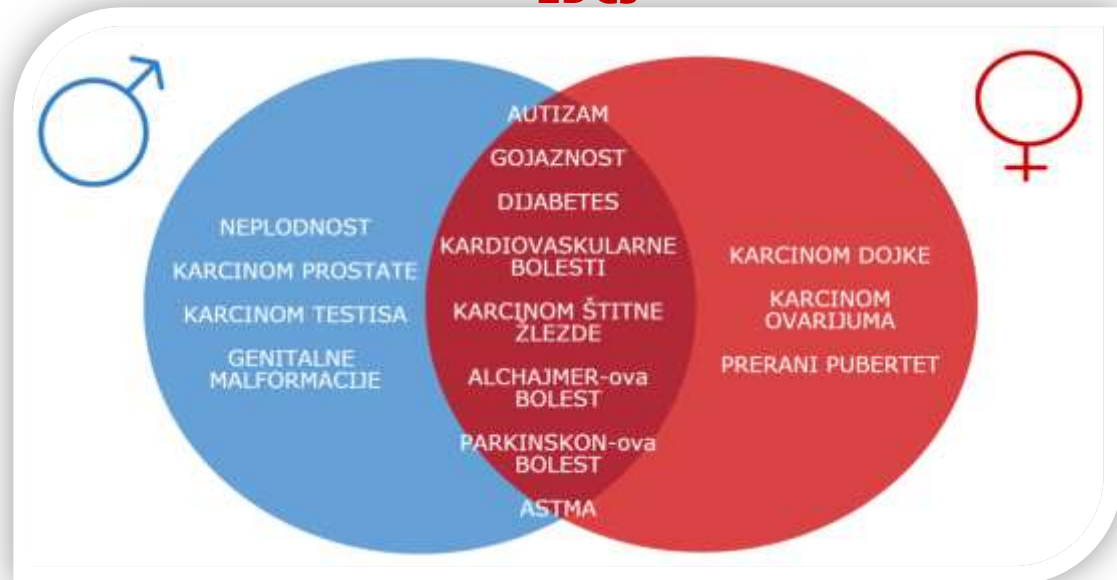 EDCs
NEPLODNOST
KARCINOM PROSTATE
KARCINOM TESTISA
GENITALNE
MALFORMACIJE
AUTIZAM
GOJAZNOST
DIJABETES
KARDIOVASKULARNE
BOLESTI
KARCINOM ŠTITNE
ŽLEZDE
ALCHAJMER-ova
BOLEST
PARKINSKON-ova
BOLEST
ASTMA
KARCINOM DOJKE
KARCINOM
OVARIJUMA
PRERANI PUBERTET